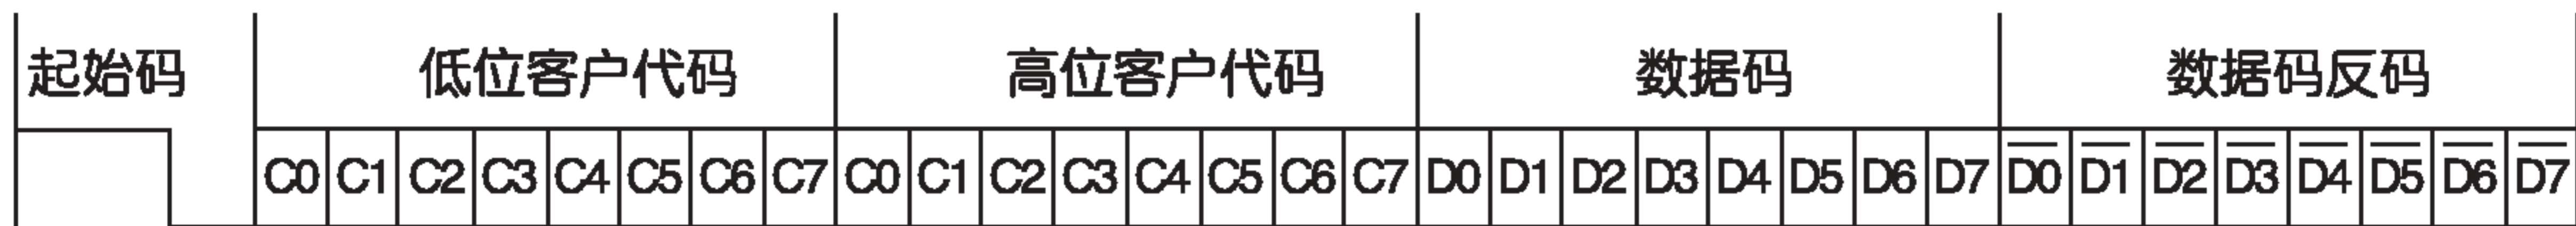 起始码 低位客户代码 高位客户代码 数据码 数据码反码
C0 C1 C2 C3 C4 C5 C6 C7 C0 C1 C2 C3 C4 C5 C6 C7 D0 D1 D2 D3 D4 D5 D6 D7 D̅0̅ D̅1̅ D̅2̅ D̅3̅ D̅4̅ D̅5̅ D̅6̅ D̅7̅